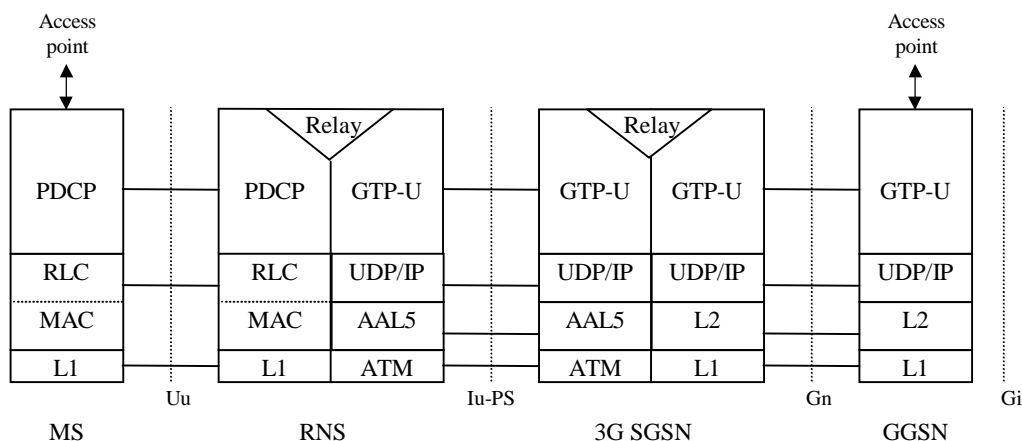 Access
point
Access
point
Relay
Relay
PDCP
PDCP
GTP-U
GTP-U
GTP-U
GTP-U
RLC
RLC
UDP/IP
UDP/IP
UDP/IP
UDP/IP
MAC
MAC
AAL5
AAL5
L2
L2
L1
L1
ATM
ATM
L1
L1
Uu
Iu-PS
Gn
Gi
MS
RNS
3G SGSN
GGSN